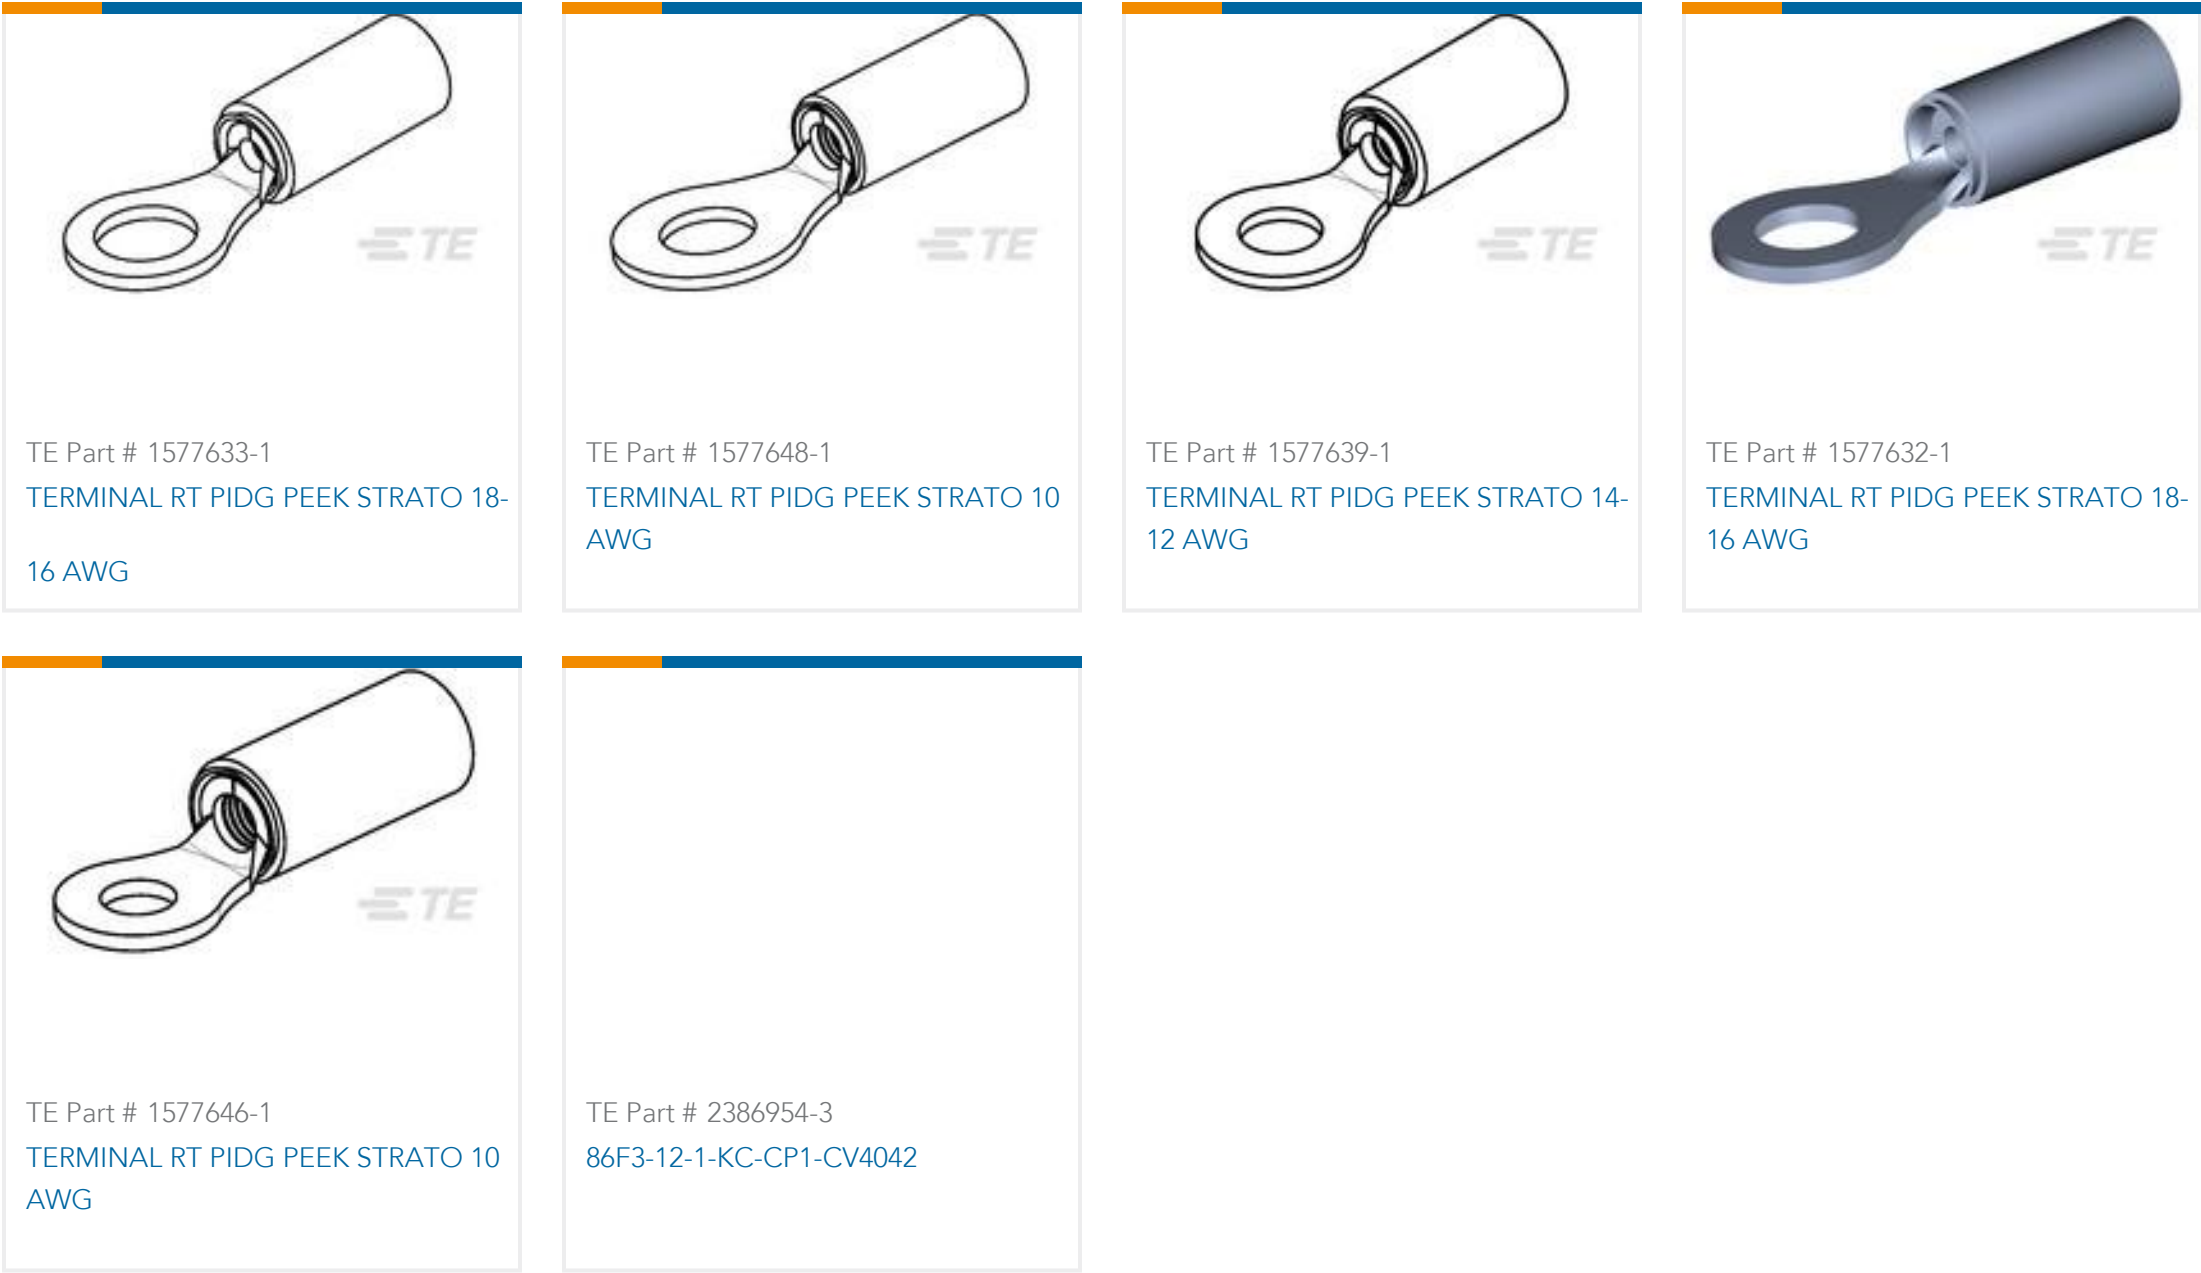 TE
TE
TE
TE
TE Part # 1577633-1
TERMINAL RT PIDG PEEK STRATO 18-
16 AWG
TE Part # 1577648-1
TERMINAL RT PIDG PEEK STRATO 10
AWG
TE Part # 1577639-1
TERMINAL RT PIDG PEEK STRATO 14-
12 AWG
TE Part # 1577632-1
TERMINAL RT PIDG PEEK STRATO 18-
16 AWG
TE
TE Part # 1577646-1
TERMINAL RT PIDG PEEK STRATO 10
AWG
TE Part # 2386954-3
86F3-12-1-KC-CP1-CV4042